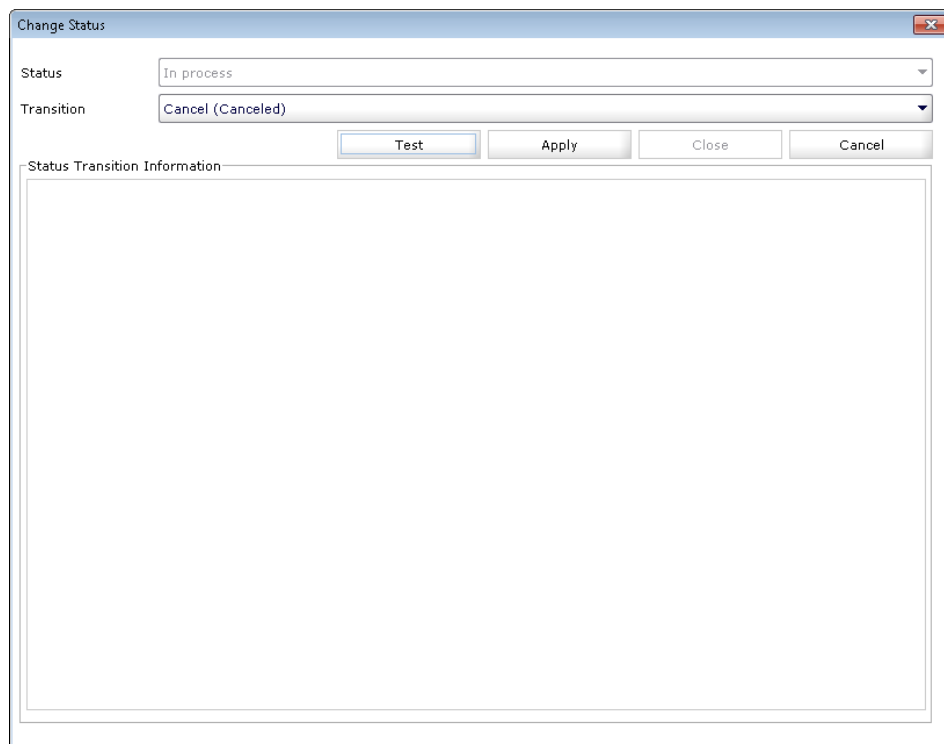 Change Status
Status In process
Transition Cancel (Canceled)
Test Apply Close Cancel
Status Transition Information